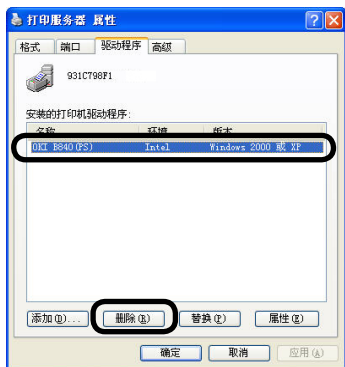 打印服务器 属性
格式 端口 驱动程序 高级
931C798F1
安装的打印机驱动程序:
名称 环境 版本
OKI B840(PS) Intel Windows 2000 或 XP
添加(D)... 删除(R) 替换(P) 属性(E)
确定 取消 应用(A)